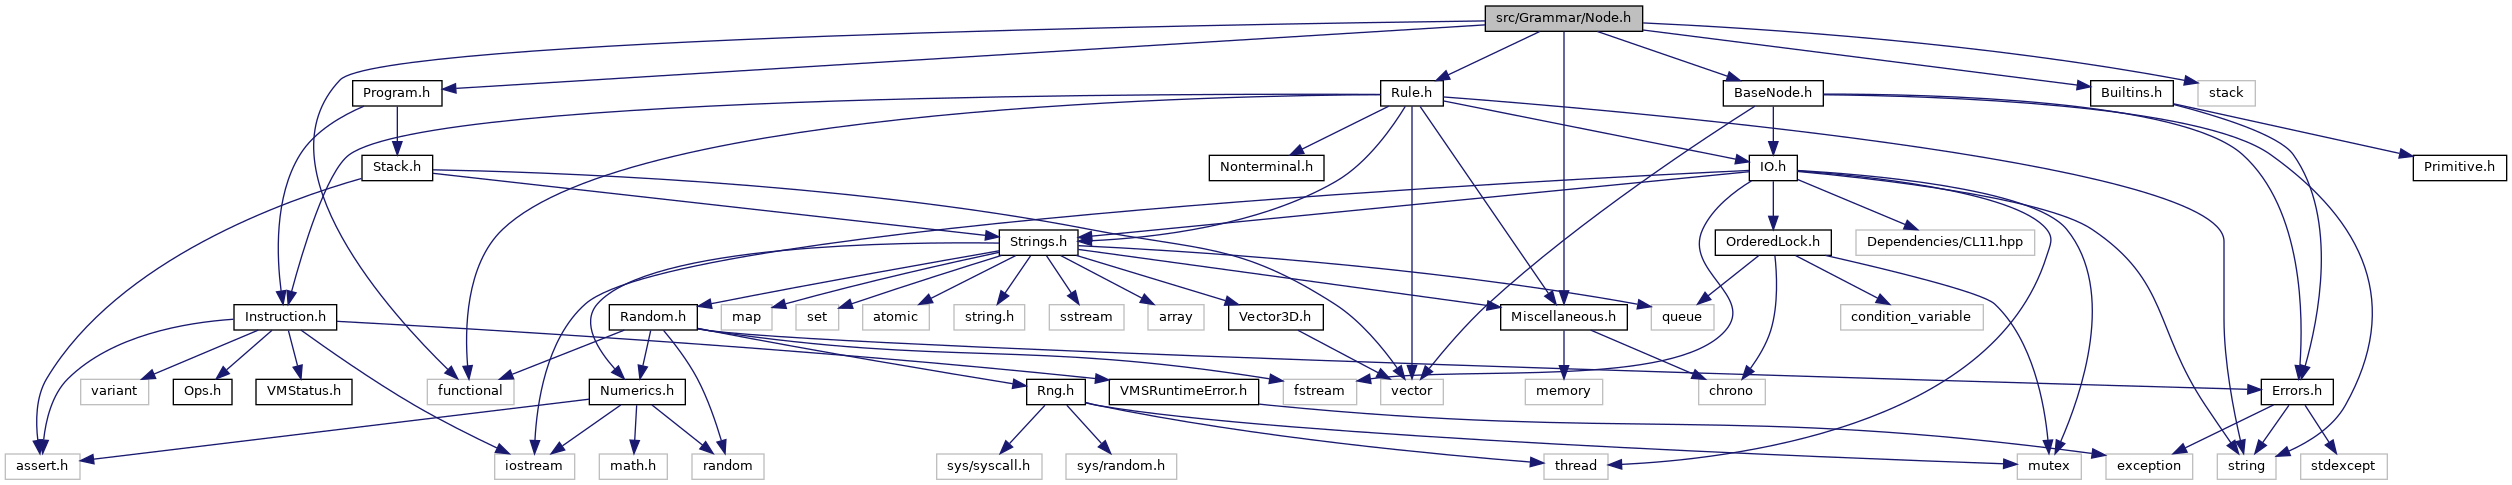 src/Grammar/Node.h
Program.h
Rule.h
BaseNode.h
Builtins.h
stack
Stack.h
Nonterminal.h
IO.h
Primitive.h
Strings.h
OrderedLock.h
Dependencies/CL11.hpp
Instruction.h
Random.h
map
set
atomic
string.h
sstream
array
Vector3D.h
Miscellaneous.h
queue
condition_variable
variant
Ops.h
VMStatus.h
functional
Numerics.h
Rng.h
VMSRuntimeError.h
fstream
vector
memory
chrono
Errors.h
assert.h
iostream
math.h
random
sys/syscall.h
sys/random.h
thread
mutex
exception
string
stdexcept